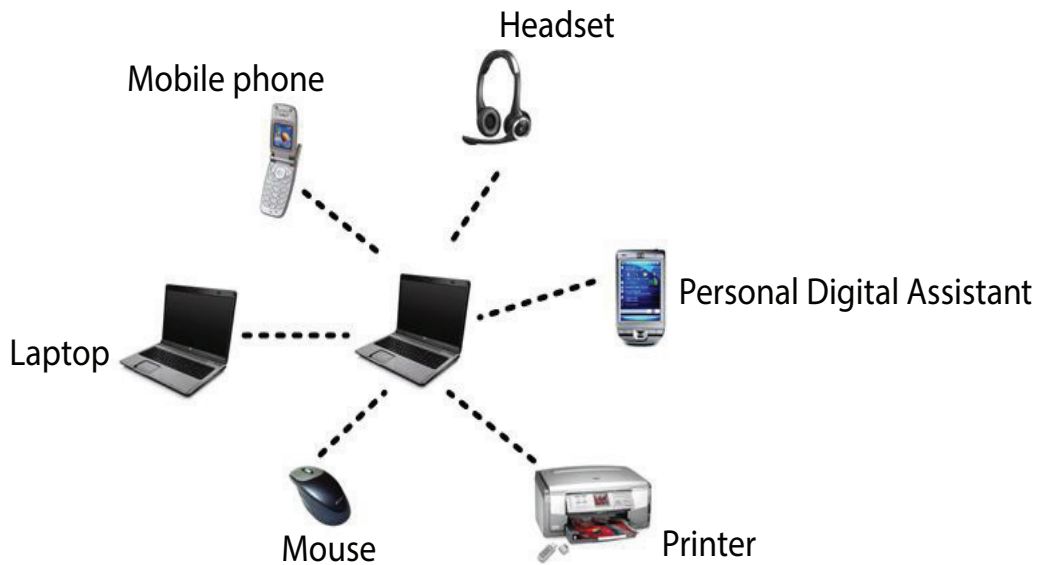 Headset
Mobile phone
Personal Digital Assistant
Laptop
Mouse
Printer